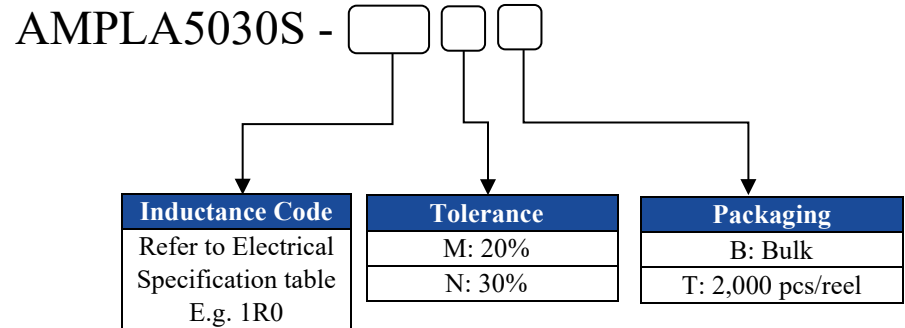 AMPLA5030S -
Inductance Code
Refer to Electrical
Specification table
E.g. 1R0
Tolerance
M: 20%
N: 30%
Packaging
B: Bulk
T: 2,000 pcs/reel